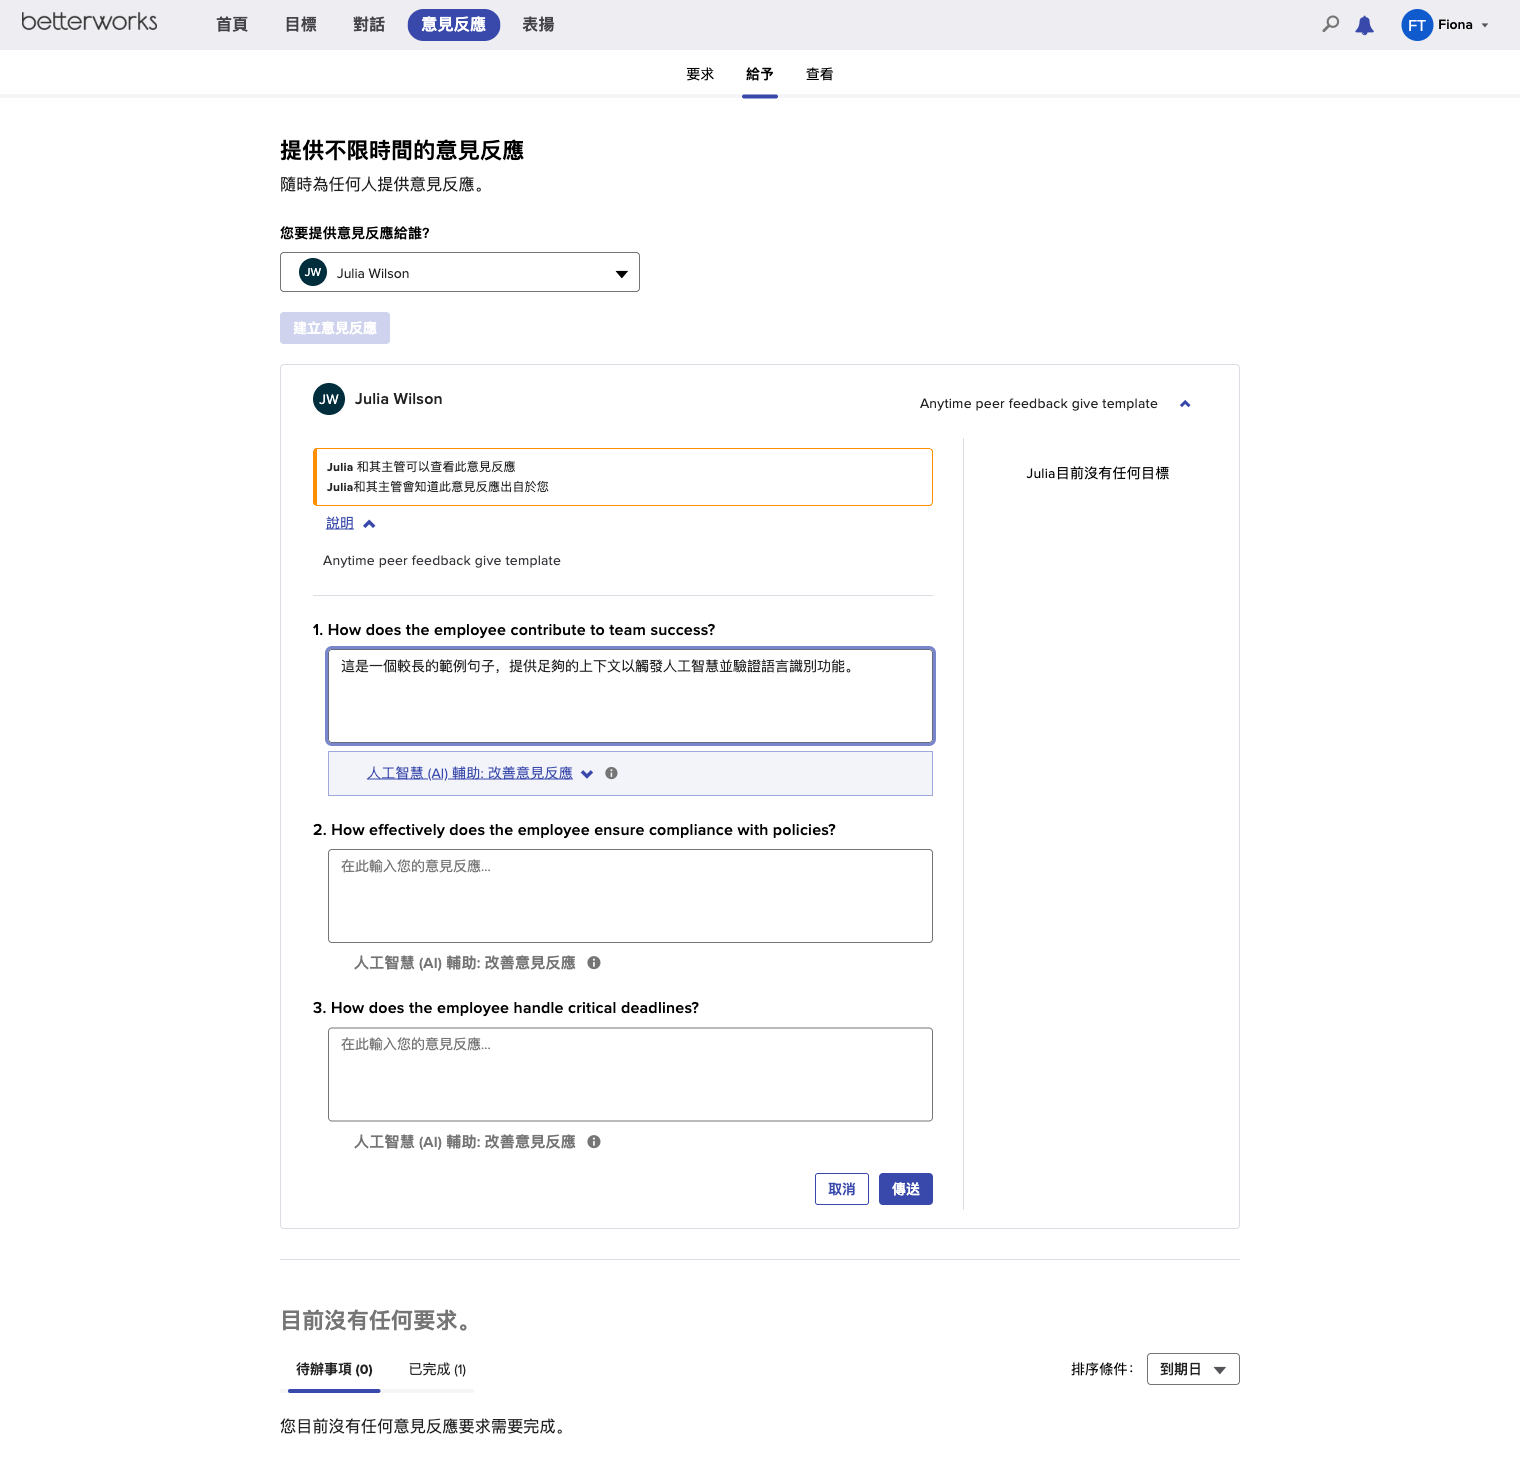 betterworks
首頁 目標 對話 意見反應 表揚
FT Fiona
要求 給予 查看
提供不限時間的意見反應
隨時為任何人提供意見反應。
您要提供意見反應給誰?
JW Julia Wilson
建立意見反應
JW Julia Wilson
Anytime peer feedback give template
Julia 和其主管可以查看此意見反應
Julia和其主管會知道此意見反應出自於您
Julia目前沒有任何目標
說明
Anytime peer feedback give template
1. How does the employee contribute to team success?
這是一個較長的範例句子，提供足夠的上下文以觸發人工智慧並驗證語言識別功能。
人工智慧 (AI) 輔助: 改善意見反應
2. How effectively does the employee ensure compliance with policies?
在此輸入您的意見反應...
人工智慧 (AI) 輔助: 改善意見反應
3. How does the employee handle critical deadlines?
在此輸入您的意見反應...
人工智慧 (AI) 輔助: 改善意見反應
取消 傳送
目前沒有任何要求。
待辦事項 (0) 已完成 (1)
排序條件： 到期日
您目前沒有任何意見反應要求需要完成。